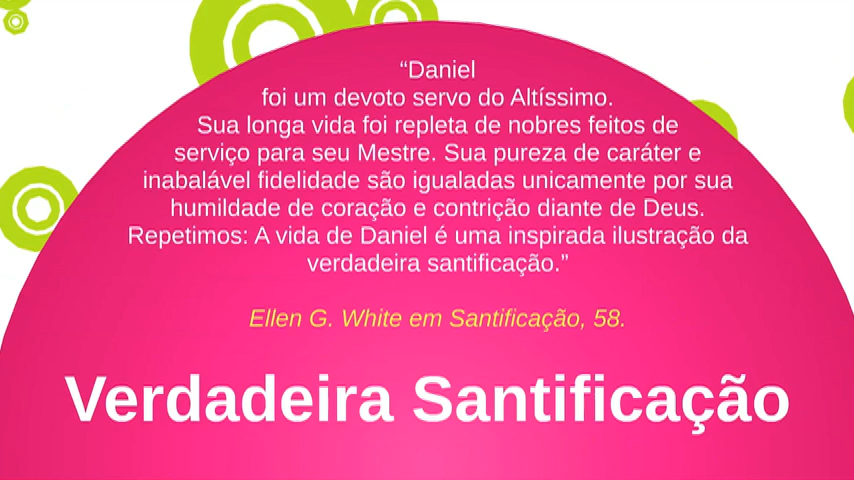 “Daniel
foi um devoto servo do Altíssimo.
Sua longa vida foi repleta de nobres feitos de
serviço para seu Mestre. Sua pureza de caráter e
inabalável fidelidade são igualadas unicamente por sua
humildade de coração e contrição diante de Deus.
Repetimos: A vida de Daniel é uma inspirada ilustração da
verdadeira santificação.”
Ellen G. White em Santificação, 58.
Verdadeira Santificação